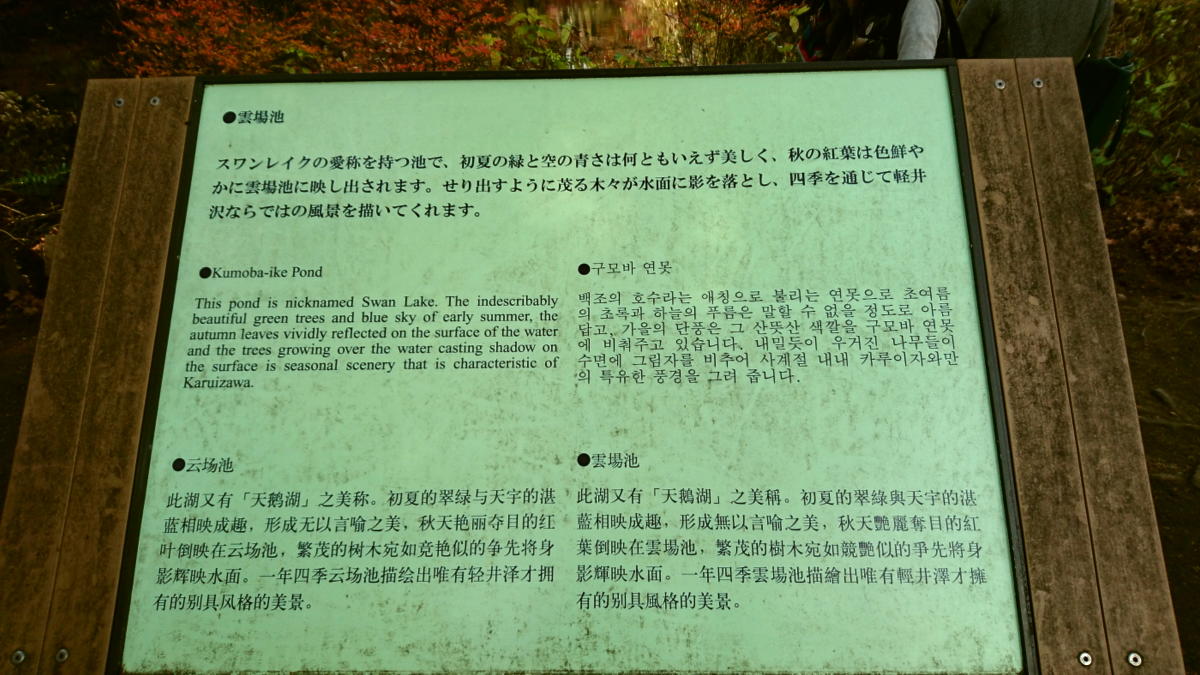 ●雲場池
スワンレイクの愛称を持つ池で、初夏の緑と空の青さは何ともいえず美しく、秋の紅葉は色鮮や
かに雲場池に映し出されます。せり出すように茂る木々が水面に影を落とし、四季を通じて軽井
沢ならではの風景を描いてくれます。
●Kumoba-ike Pond
This pond is nicknamed Swan Lake. The indescribably
beautiful green trees and blue sky of early summer, the
autumn leaves vividly reflected on the surface of the water
and the trees growing over the water casting shadow on
the surface is seasonal scenery that is characteristic of
Karuizawa.
●구모바 연못
백조의 호수라는 애칭으로 불리는 연못으로 초여름
의 초록과 하늘의 푸름은 말할 수 없을 정도로 아름
답고, 가을의 단풍은 그 산뜻산 색깔을 구모바 연못
에 비춰주고 있습니다. 내밀듯이 우거진 나무들이
수면에 그림자를 비추어 사계절 내내 카루이자와만
의 특유한 풍경을 그려 줍니다.
●云场池
此湖又有「天鹅湖」之美称。初夏的翠绿与天宇的湛
蓝相映成趣，形成无以言喻之美，秋天艳丽夺目的红
叶倒映在云场池，繁茂的树木宛如竞艳似的争先将身
影辉映水面。一年四季云场池描绘出唯有轻井泽才拥
有的别具风格的美景。
●雲場池
此湖又有「天鵝湖」之美稱。初夏的翠綠與天宇的湛
藍相映成趣，形成無以言喻之美，秋天艷麗奪目的紅
葉倒映在雲場池，繁茂的樹木宛如競艷似的爭先將身
影輝映水面。一年四季雲場池描繪出唯有輕井澤才擁
有的別具風格的美景。